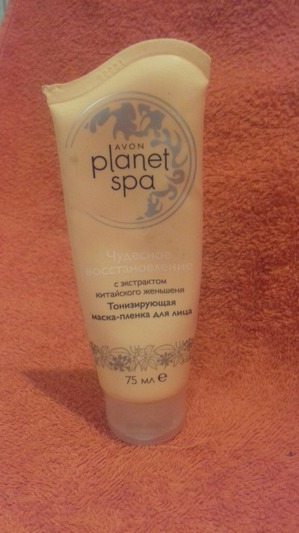 AVON
planet
spa
Чудесное
восстановление
с экстрактом
китайского женьшеня
Тонизирующая
маска-пленка для лица
75 мл e